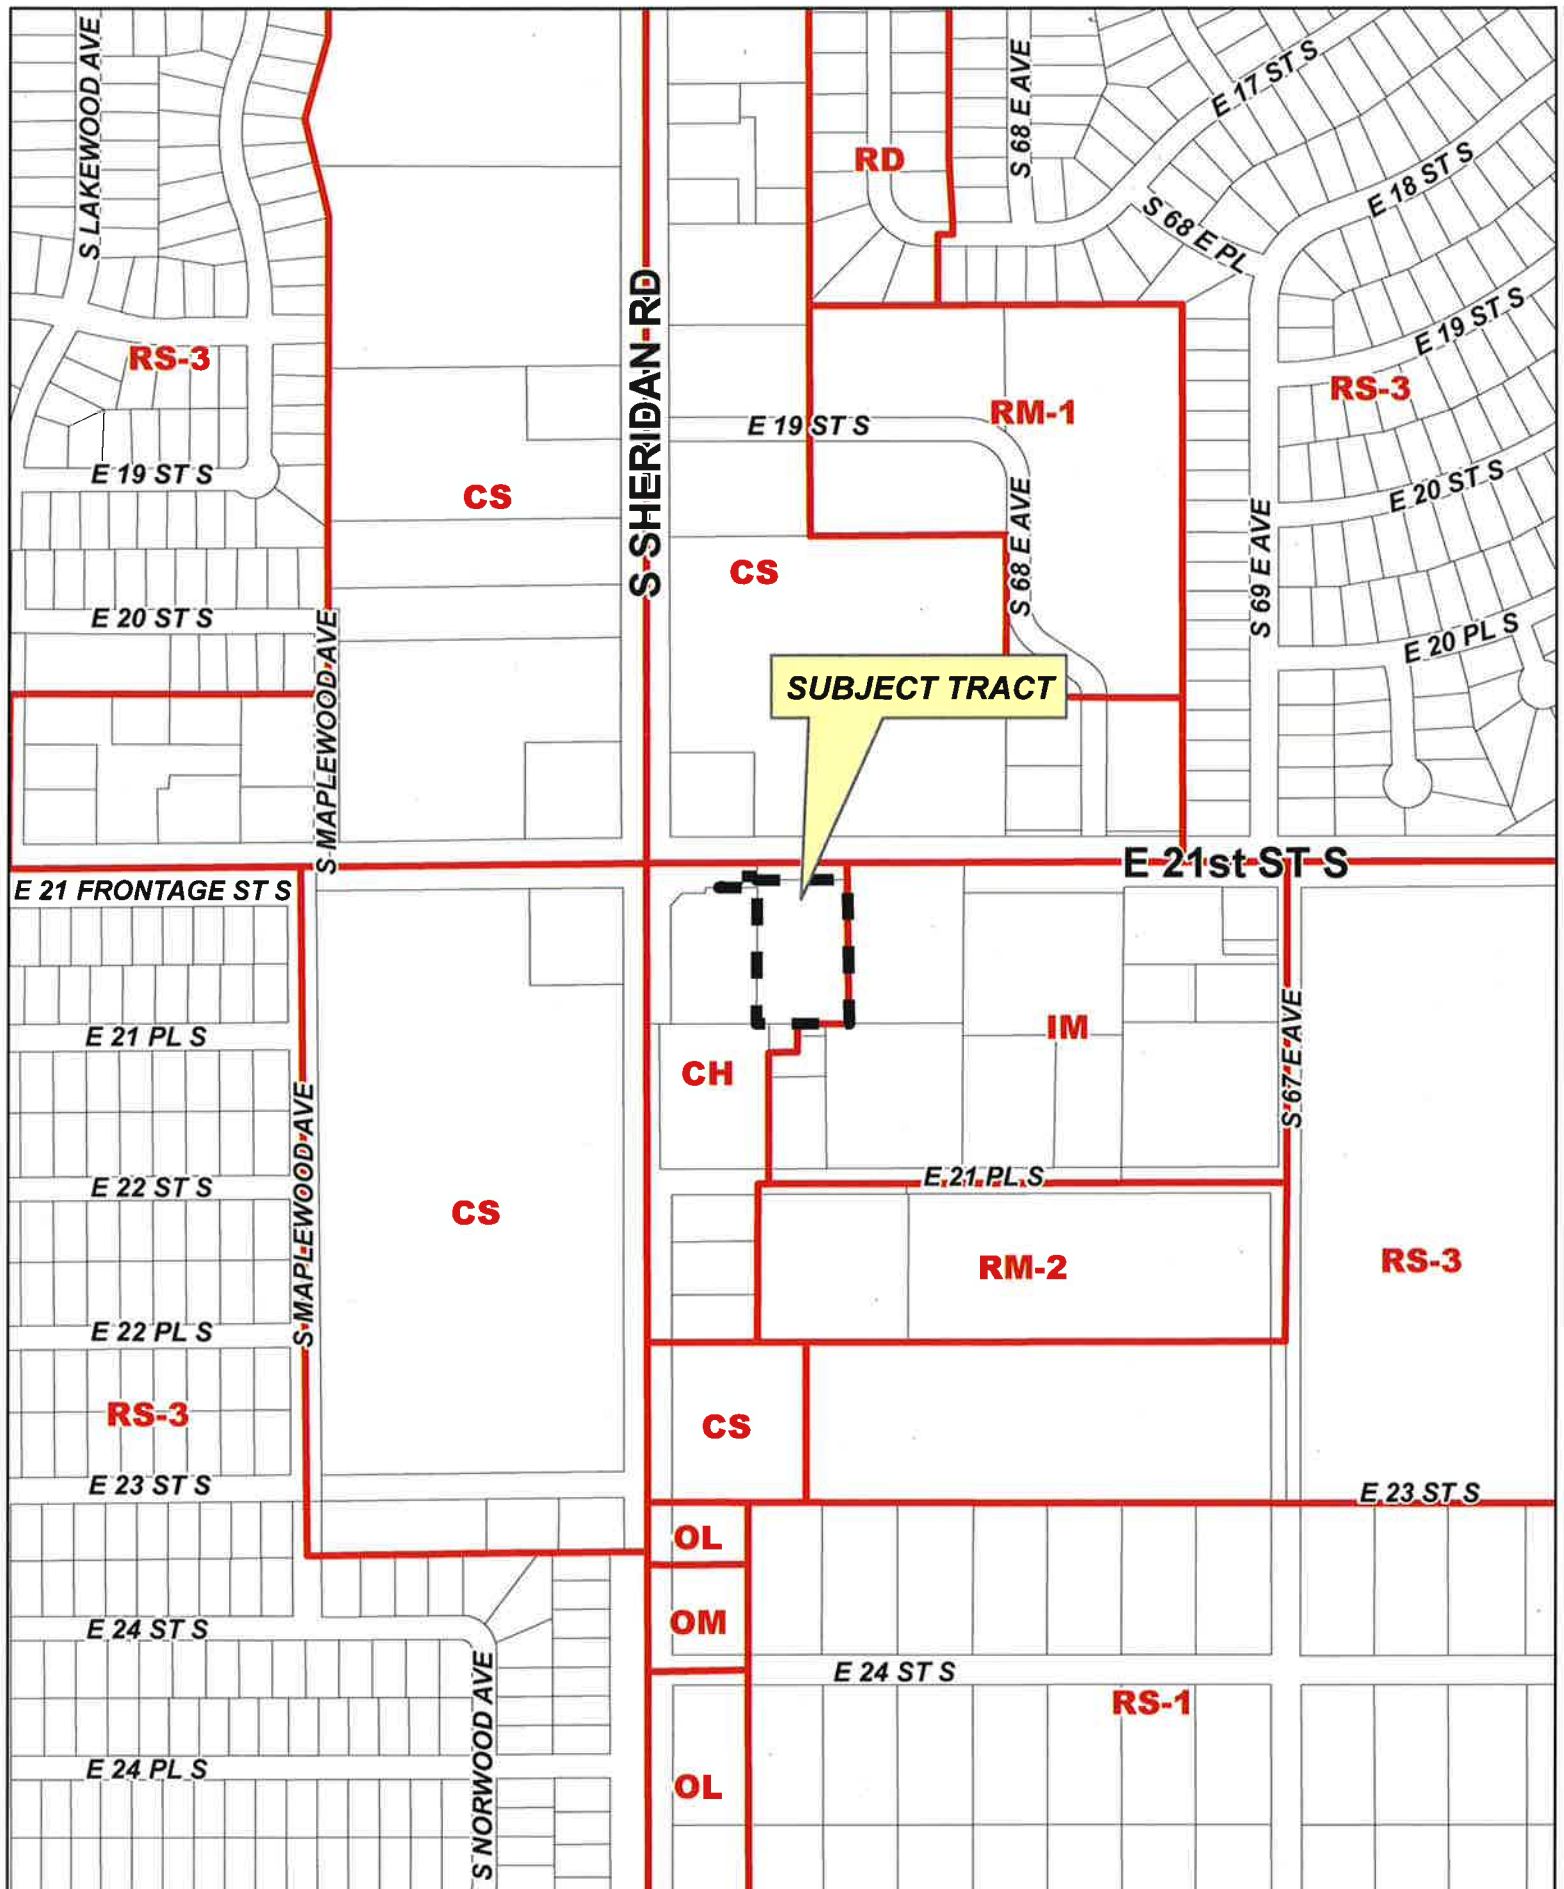 S LAKEWOOD AVE
S 68 E AVE
E 17 ST S
RD
E 18 ST S
S 68 E PL
S SHERIDAN RD
E 19 ST S
RS-3
RS-3
RM-1
E 19 ST S
E 19 ST S
CS
E 20 ST S
S 68 E AVE
S 69 E AVE
CS
E 20 ST S
S MAPLEWOOD AVE
E 20 PL S
SUBJECT TRACT
E 21st ST S
E 21 FRONTAGE ST S
E 21 PL S
IM
S 67 E AVE
CH
S MAPLEWOOD AVE
E 22 ST S
E 21 PL S
CS
RM-2
RS-3
E 22 PL S
RS-3
CS
E 23 ST S
E 23 ST S
OL
OM
E 24 ST S
E 24 ST S
RS-1
S NORWOOD AVE
E 24 PL S
OL